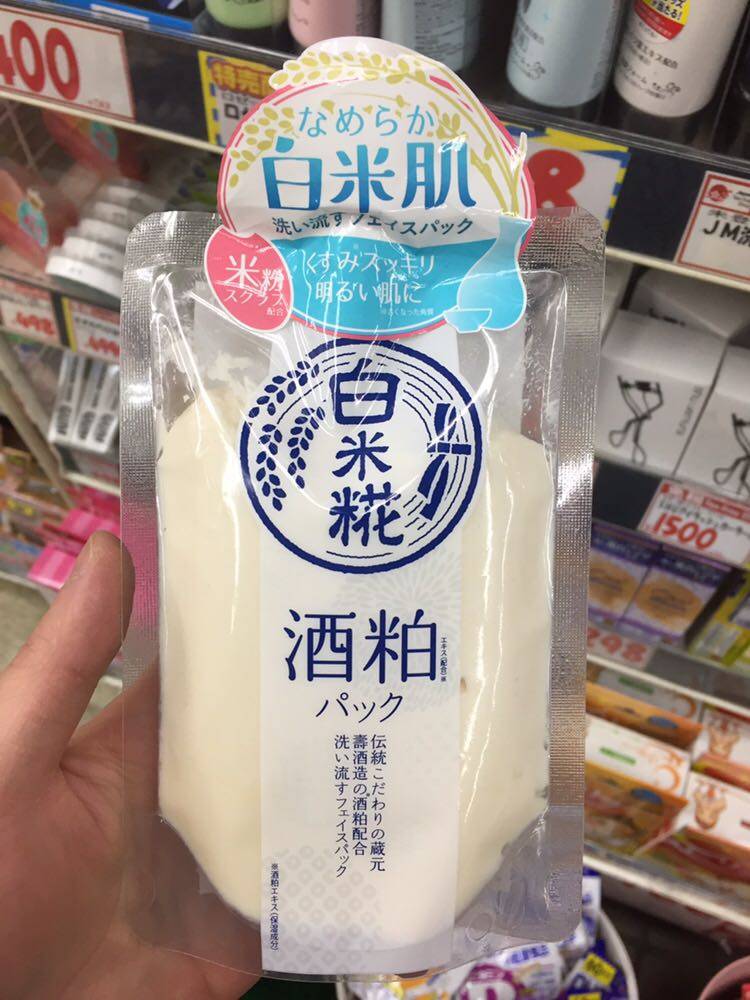 なめらか
白米肌
洗い流すフェイスパック
米粉
スクラブ
配合
くすみスッキリ
明るい肌に
白米糀
酒粕
エキス(配合)※
パック
伝統こだわりの蔵元
壽酒造の酒粕配合
洗い流すフェイスパック
※酒粕エキス(保湿成分)
400
特売
8
JM
1500
298